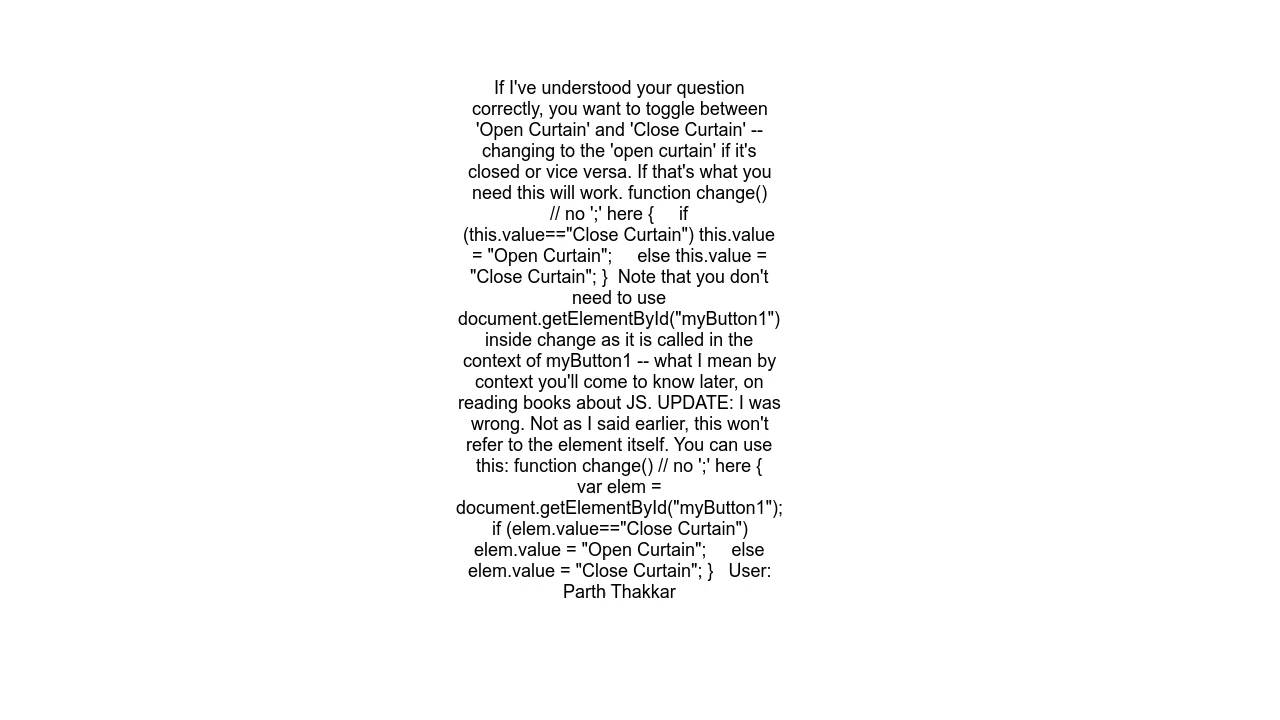 If I've understood your question
correctly, you want to toggle between
'Open Curtain' and 'Close Curtain' --
changing to the 'open curtain' if it's
closed or vice versa. If that's what you
need this will work. function change()
// no ';' here {     if
(this.value=="Close Curtain") this.value
= "Open Curtain";     else this.value =
"Close Curtain"; }  Note that you don't
need to use
document.getElementById("myButton1")
inside change as it is called in the
context of myButton1 -- what I mean by
context you'll come to know later, on
reading books about JS. UPDATE: I was
wrong. Not as I said earlier, this won't
refer to the element itself. You can use
this: function change() // no ';' here {
var elem =
document.getElementById("myButton1");
if (elem.value=="Close Curtain")
elem.value = "Open Curtain";     else
elem.value = "Close Curtain"; }   User:
Parth Thakkar